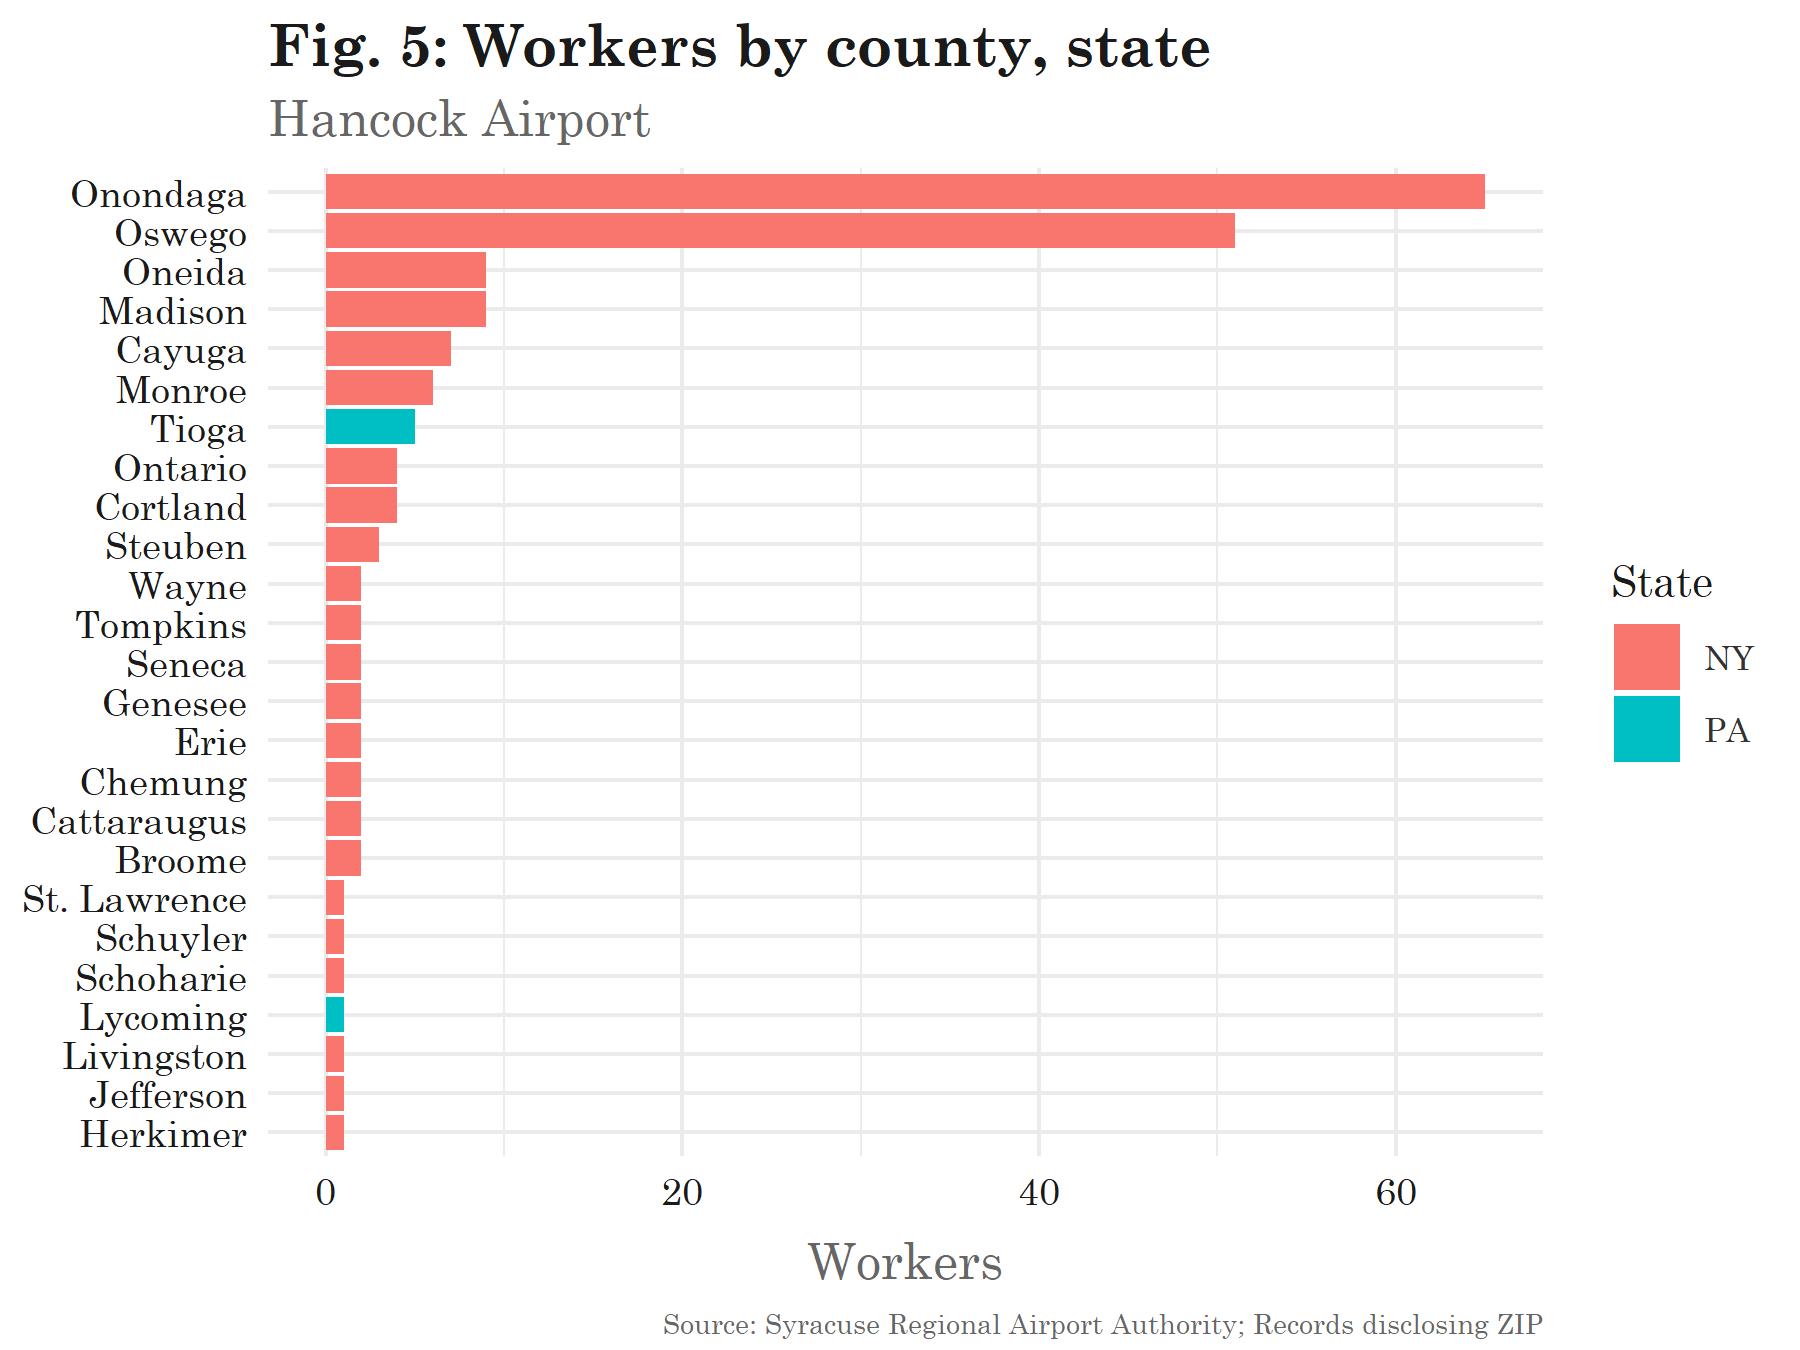 Fig. 5: Workers by county, state
Hancock Airport
Onondaga
Oswego
Oneida
Madison
Cayuga
Monroe
Tioga
Ontario
Cortland
Steuben
Wayne
Tompkins
Seneca
Genesee
Erie
Chemung
Cattaraugus
Broome
St. Lawrence
Schuyler
Schoharie
Lycoming
Livingston
Jefferson
Herkimer
0 20 40 60
Workers
State
NY
PA
Source: Syracuse Regional Airport Authority; Records disclosing ZIP